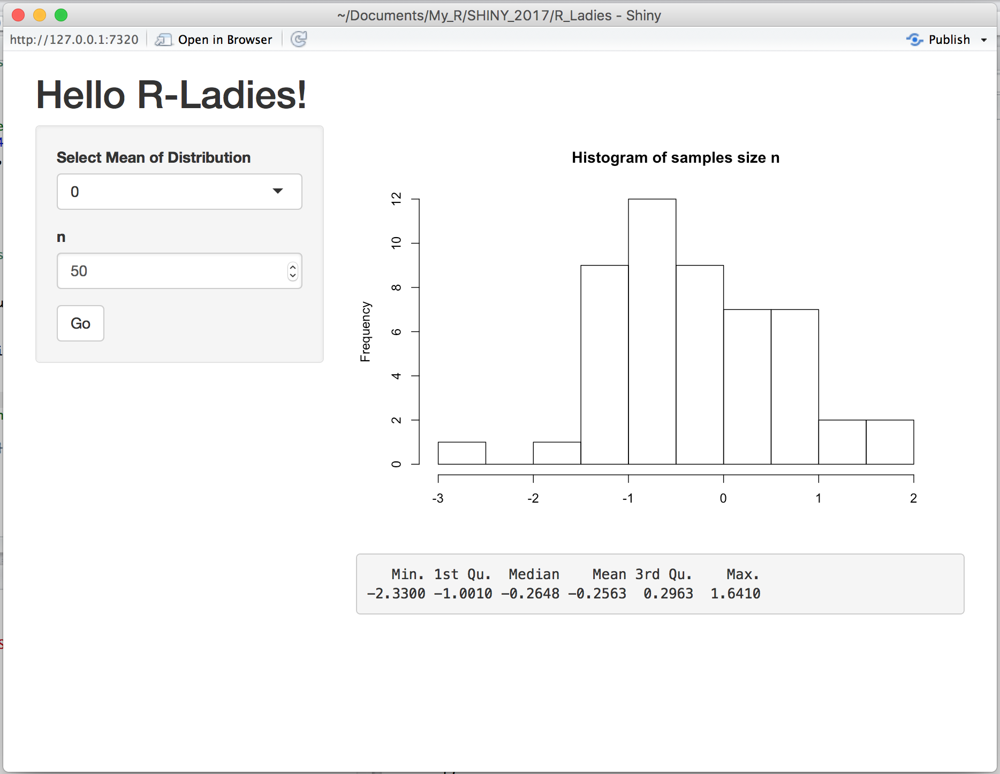 ~/Documents/My_R/SHINY_2017/R_Ladies - Shiny
http://127.0.0.1:7320 Open in Browser Publish
Hello R-Ladies!
Select Mean of Distribution
0
n
50
Go
Histogram of samples size n
Frequency
12
10
8
6
4
2
0
-3 -2 -1 0 1 2
Min. 1st Qu. Median Mean 3rd Qu. Max.
-2.3300 -1.0010 -0.2648 -0.2563 0.2963 1.6410